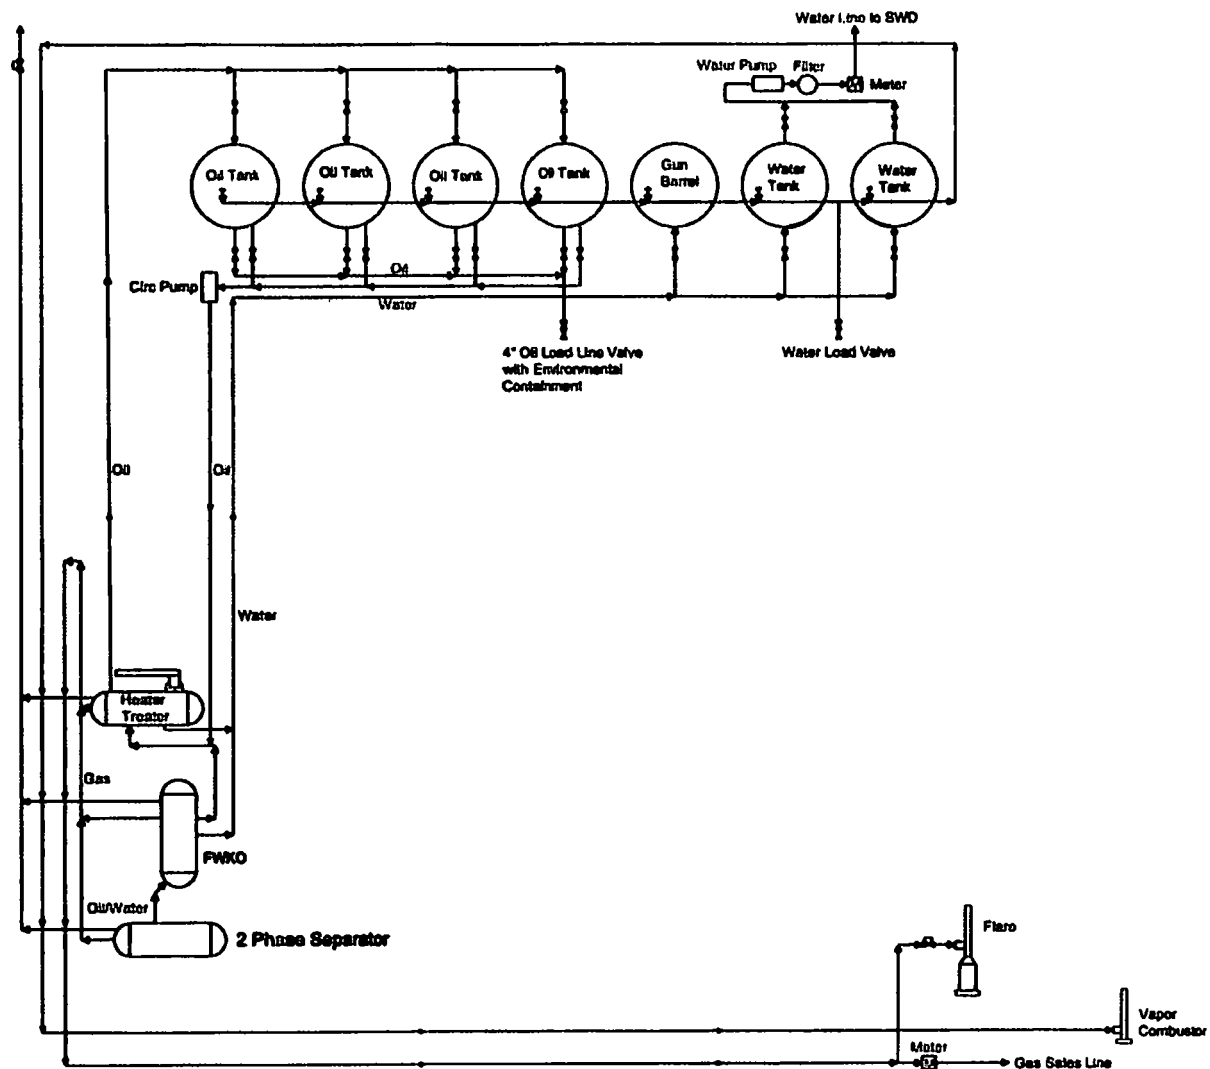 Water Line to SWD
Water Pump
Filter
Meter
Oil Tank
Oil Tank
Oil Tank
Oil Tank
Gun
Barrel
Water
Tank
Water
Tank
Oil
Circ Pump
Water
4" Oil Load Line Valve
with Environmental
Containment
Water Load Valve
Oil
Oil
Water
Heater
Treater
Gas
FWKO
Oil/Water
2 Phase Separator
Flare
Vapor
Combustor
Meter
Gas Sales Line